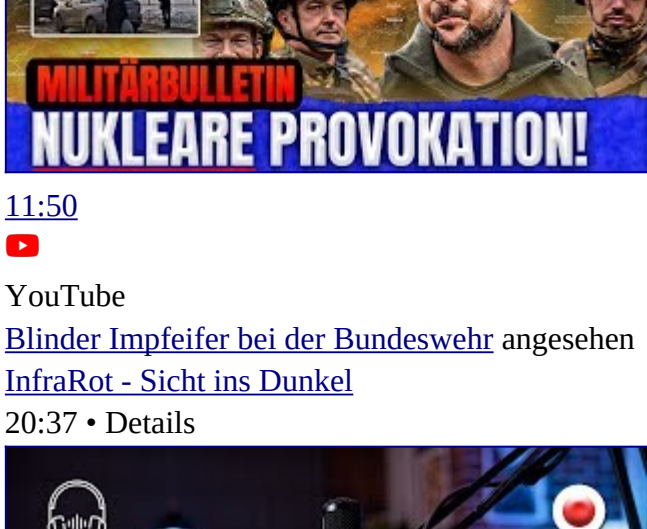 MILITÄRBULLETIN
NUKLEARE PROVOKATION!
11:50
YouTube
Blinder Impfeifer bei der Bundeswehr angesehen
InfraRot - Sicht ins Dunkel
20:37 • Details